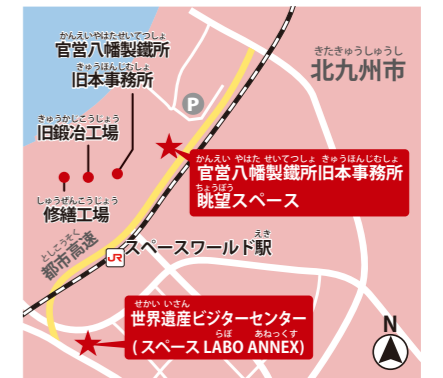 かんえいやはたせいてつしょ
官営八幡製鐵所
きゅうほんじむしょ
旧本事務所
きゅうかじこうじょう
旧鍛冶工場
しゅうぜんこうじょう
修繕工場
としこうそく
都市高速
P
きたきゅうしゅうし
北九州市
かんえい やはた せいてつしょ きゅうほんじむしょ
官営八幡製鐵所旧本事務所
ちょうぼう
眺望スペース
JR
えき
スペースワールド駅
せかい いさん
世界遺産ビジターセンター
らぼ あねっくす
(スペース LABO ANNEX)
N